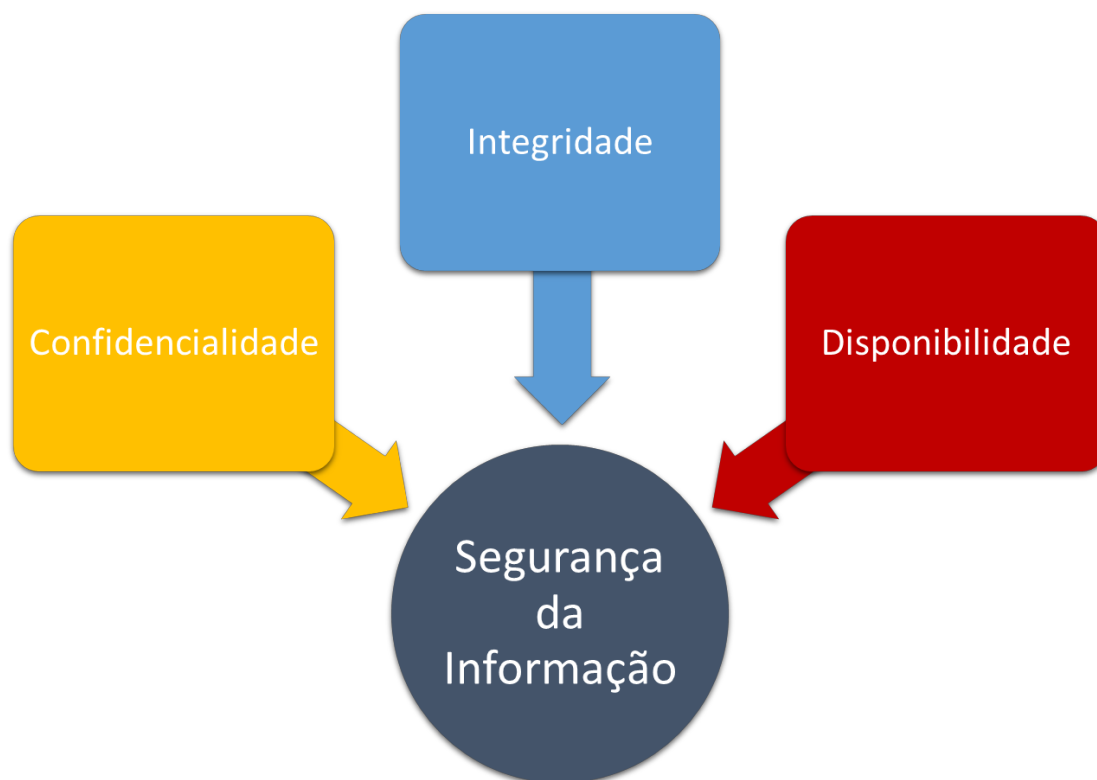 Integridade
Confidencialidade
Disponibilidade
Segurança
da
Informação